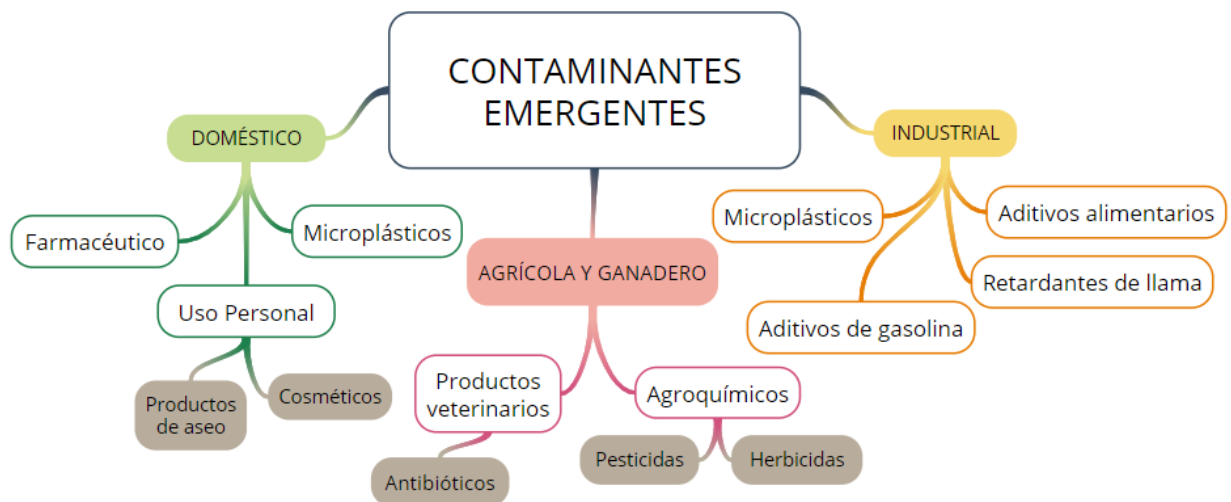 CONTAMINANTES
EMERGENTES
DOMÉSTICO
Farmacéutico
Microplásticos
Uso Personal
Productos
de aseo
Cosméticos
AGRÍCOLA Y GANADERO
Productos
veterinarios
Antibióticos
Agroquímicos
Pesticidas
Herbicidas
INDUSTRIAL
Microplásticos
Aditivos alimentarios
Retardantes de llama
Aditivos de gasolina